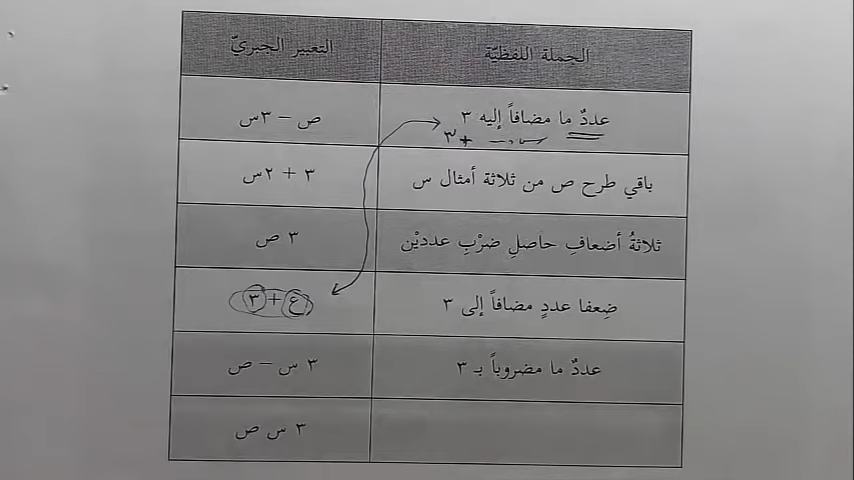 الجملة اللفظيّة	التعبير الجبريّ
عددٌ ما مضافاً إليه ٣	ص – ٣س
س + ٣
باقي طرح ص من ثلاثة أمثال س	٣ + ٢س
ثلاثةُ أضعافِ حاصلِ ضرْبِ عدديْن	٣ ص
ضِعفا عددٍ مضافاً إلى ٣	ع + ٣
عددٌ ما مضروباً بـ ٣	٣ س – ص
٣ س ص